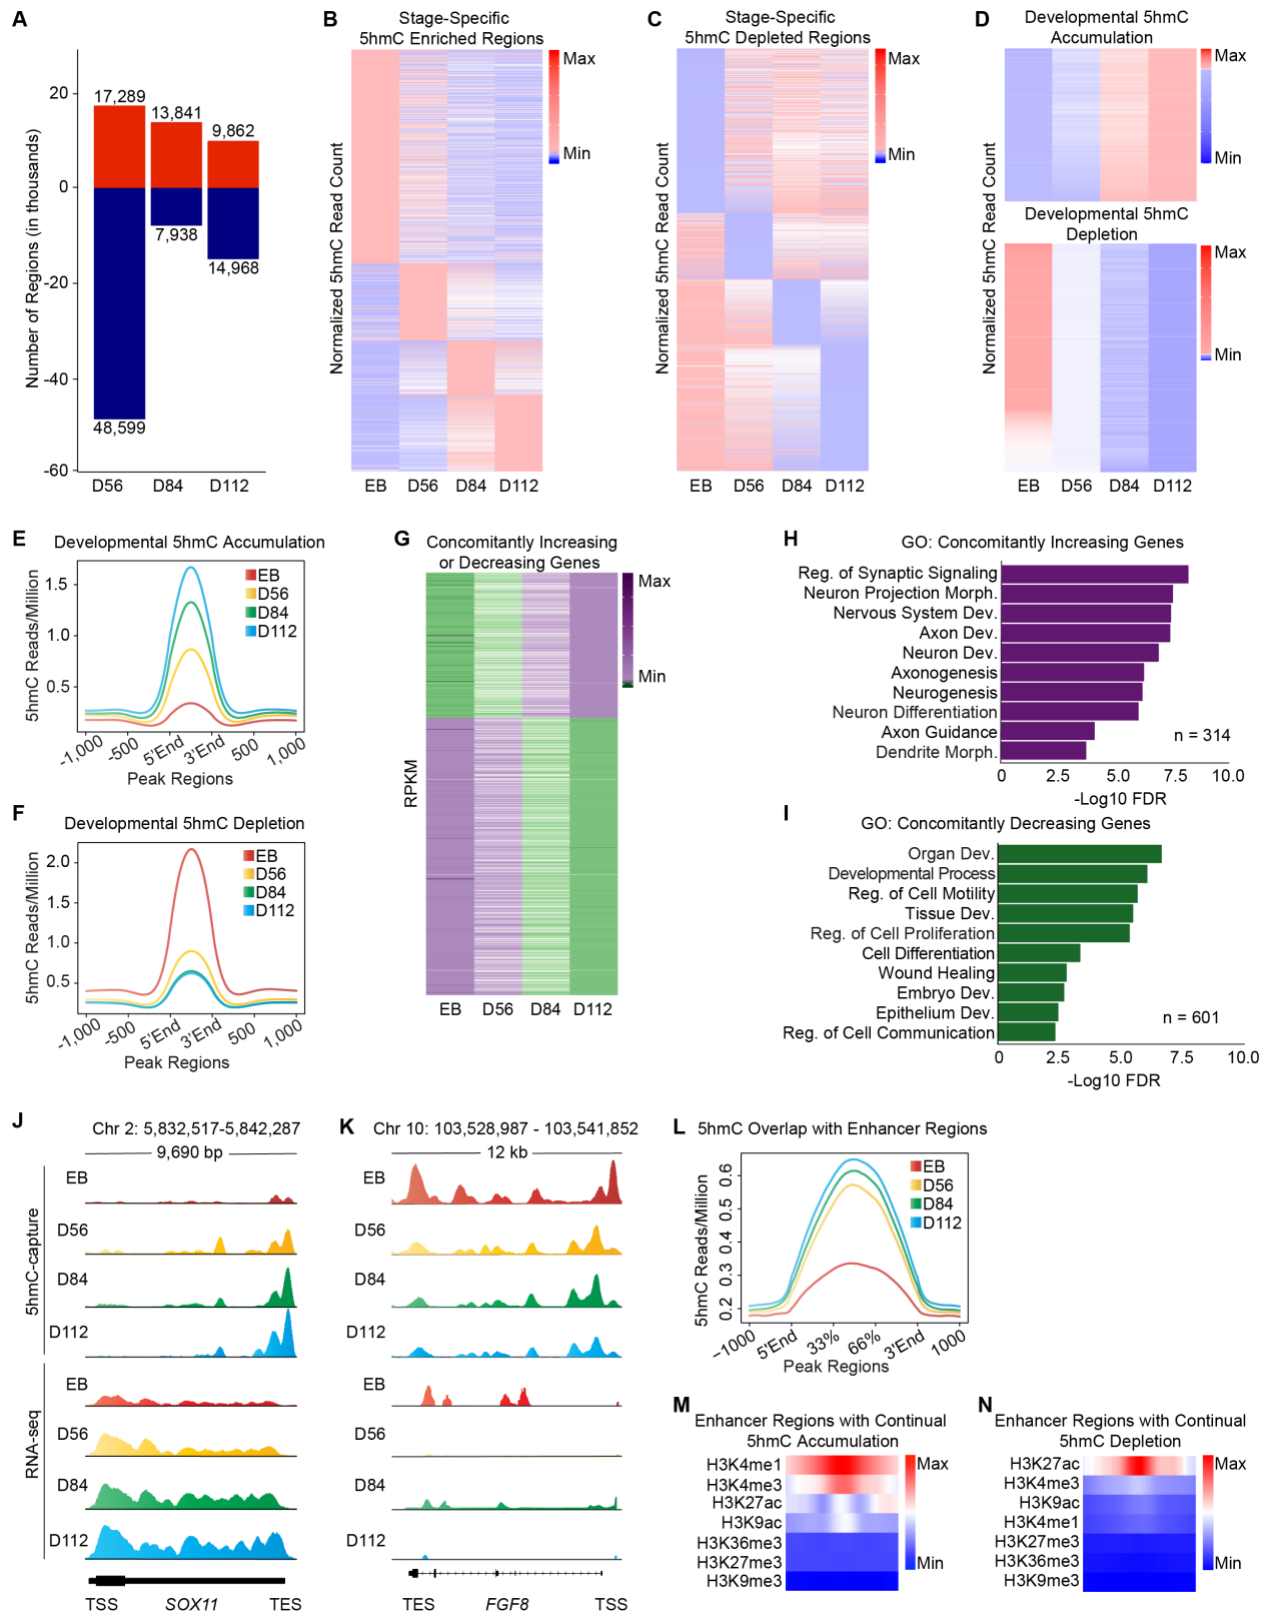 A
Number of Regions (in thousands)
20
0
-20
-40
-60
17,289
13,841
9,862
7,938
14,968
48,599
D56 D84 D112
B
Stage-Specific
5hmC Enriched Regions
Normalized 5hmC Read Count
Max
Min
EB D56 D84 D112
C
Stage-Specific
5hmC Depleted Regions
Normalized 5hmC Read Count
Max
Min
EB D56 D84 D112
D
Developmental 5hmC
Accumulation
Max
Min
Developmental 5hmC
Depletion
Normalized 5hmC Read Count
Max
Min
EB D56 D84 D112
E
Developmental 5hmC Accumulation
5hmC Reads/Million
1.5
1.0
0.5
EB
D56
D84
D112
-1,000 -500 5'End 3'End 500 1,000
Peak Regions
F
Developmental 5hmC Depletion
5hmC Reads/Million
2.0
1.5
1.0
0.5
EB
D56
D84
D112
-1,000 -500 5'End 3'End 500 1,000
Peak Regions
G
Concomitantly Increasing
or Decreasing Genes
RPKM
Max
Min
EB D56 D84 D112
H
GO: Concomitantly Increasing Genes
Reg. of Synaptic Signaling
Neuron Projection Morph.
Nervous System Dev.
Axon Dev.
Neuron Dev.
Axonogenesis
Neurogenesis
Neuron Differentiation
Axon Guidance
Dendrite Morph.
n = 314
0 2.5 5.0 7.5 10.0
-Log10 FDR
I
GO: Concomitantly Decreasing Genes
Organ Dev.
Developmental Process
Reg. of Cell Motility
Tissue Dev.
Reg. of Cell Proliferation
Cell Differentiation
Wound Healing
Embryo Dev.
Epithelium Dev.
Reg. of Cell Communication
n = 601
0 2.5 5.0 7.5 10.0
-Log10 FDR
J
Chr 2: 5,832,517-5,842,287
9,690 bp
5hmC-capture
EB
D56
D84
D112
RNA-seq
EB
D56
D84
D112
TSS SOX11 TES
K
Chr 10: 103,528,987 - 103,541,852
12 kb
EB
D56
D84
D112
EB
D56
D84
D112
TES FGF8 TSS
L
5hmC Overlap with Enhancer Regions
5hmC Reads/Million
0.6
0.5
0.4
0.3
0.2
EB
D56
D84
D112
−1000 5'End 33% 66% 3'End 1000
Peak Regions
M
Enhancer Regions with Continual
5hmC Accumulation
H3K4me1
H3K4me3
H3K27ac
H3K9ac
H3K36me3
H3K27me3
H3K9me3
Max
Min
N
Enhancer Regions with Continual
5hmC Depletion
H3K27ac
H3K4me3
H3K9ac
H3K4me1
H3K27me3
H3K36me3
H3K9me3
Max
Min